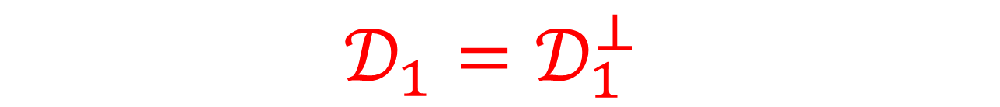 𝒟₁ = 𝒟₁^⊥